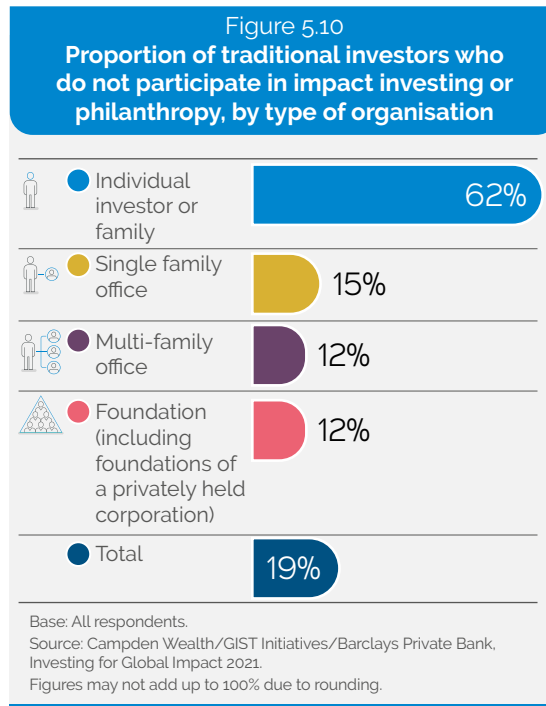 Figure 5.10
Proportion of traditional investors who
do not participate in impact investing or
philanthropy, by type of organisation
Individual
investor or
family
62%
Single family
office
15%
Multi-family
office
12%
Foundation
(including
foundations of
a privately held
corporation)
12%
Total
19%
Base: All respondents.
Source: Campden Wealth/GIST Initiatives/Barclays Private Bank,
Investing for Global Impact 2021.
Figures may not add up to 100% due to rounding.